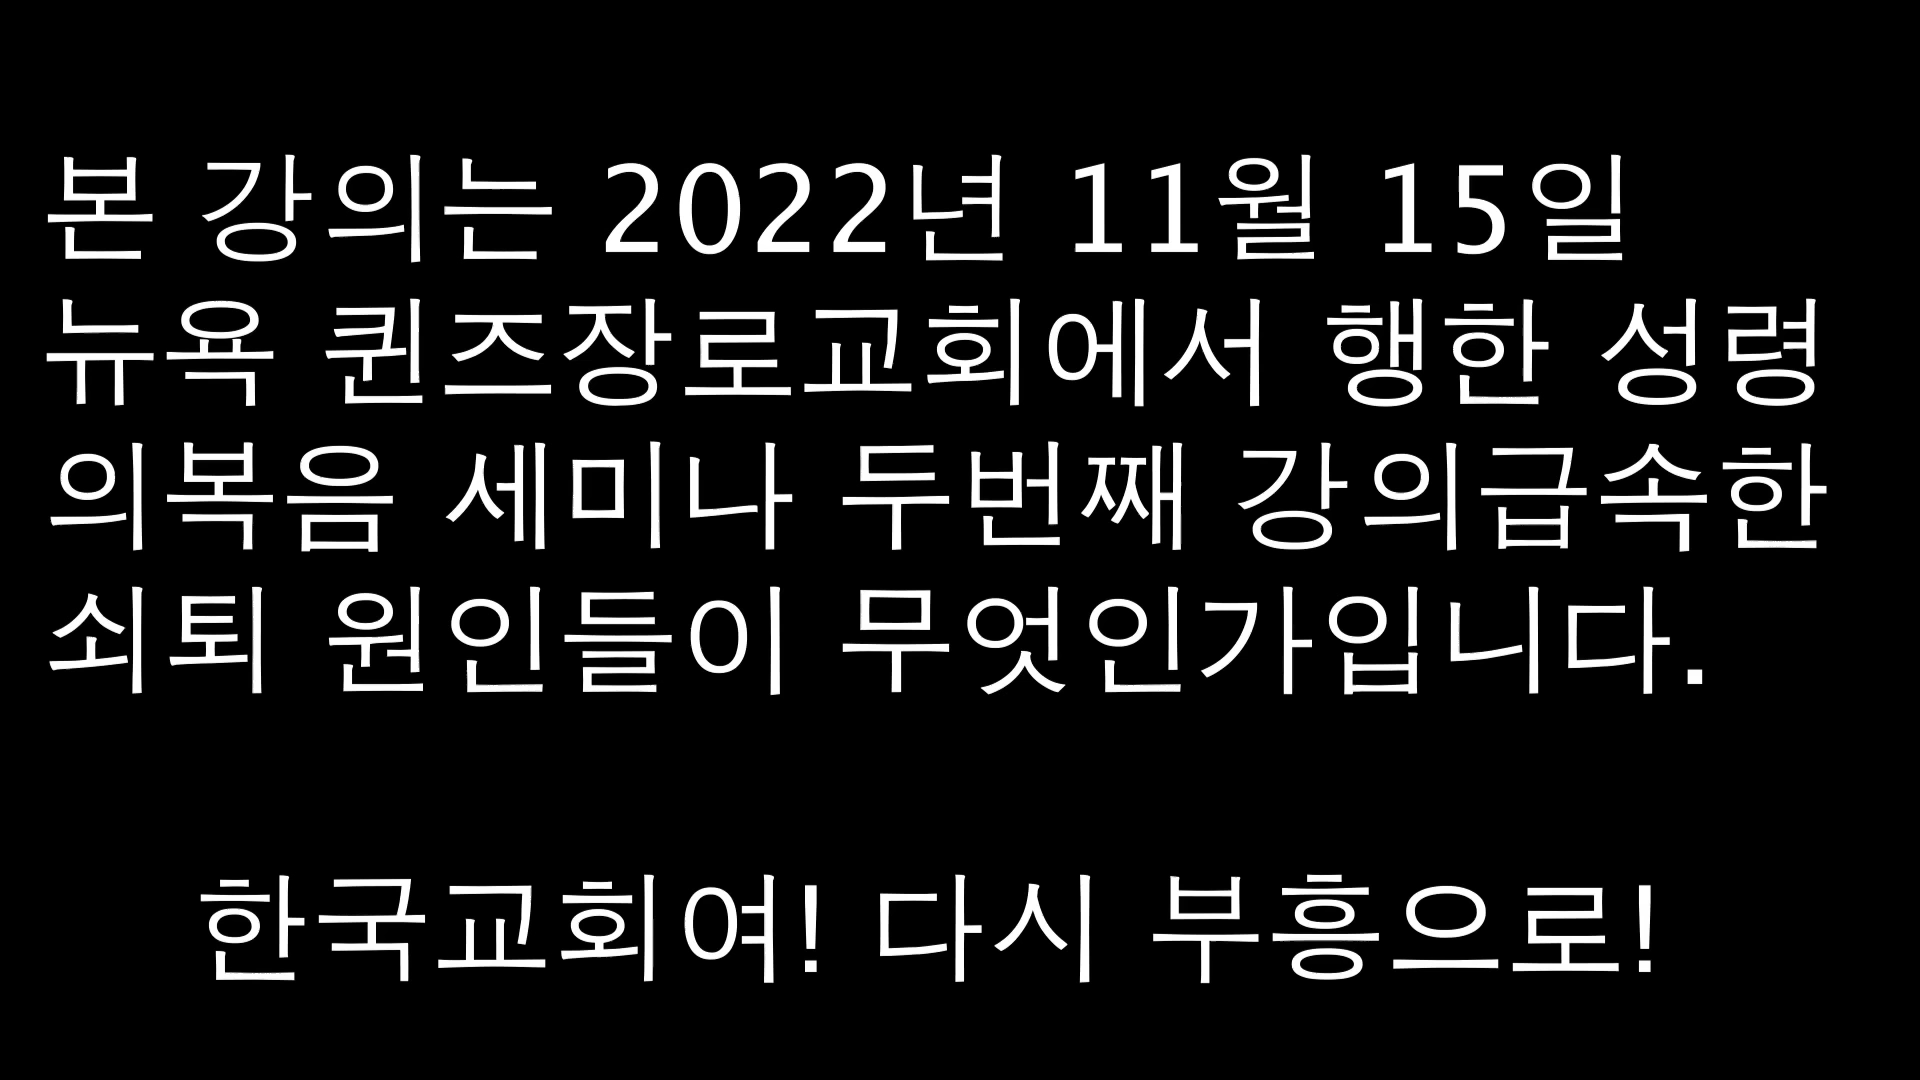 본 강의는 2022년 11월 15일
뉴욕 퀸즈장로교회에서 행한 성령
의복음 세미나 두번째 강의급속한
쇠퇴 원인들이 무엇인가입니다.
한국교회여! 다시 부흥으로!